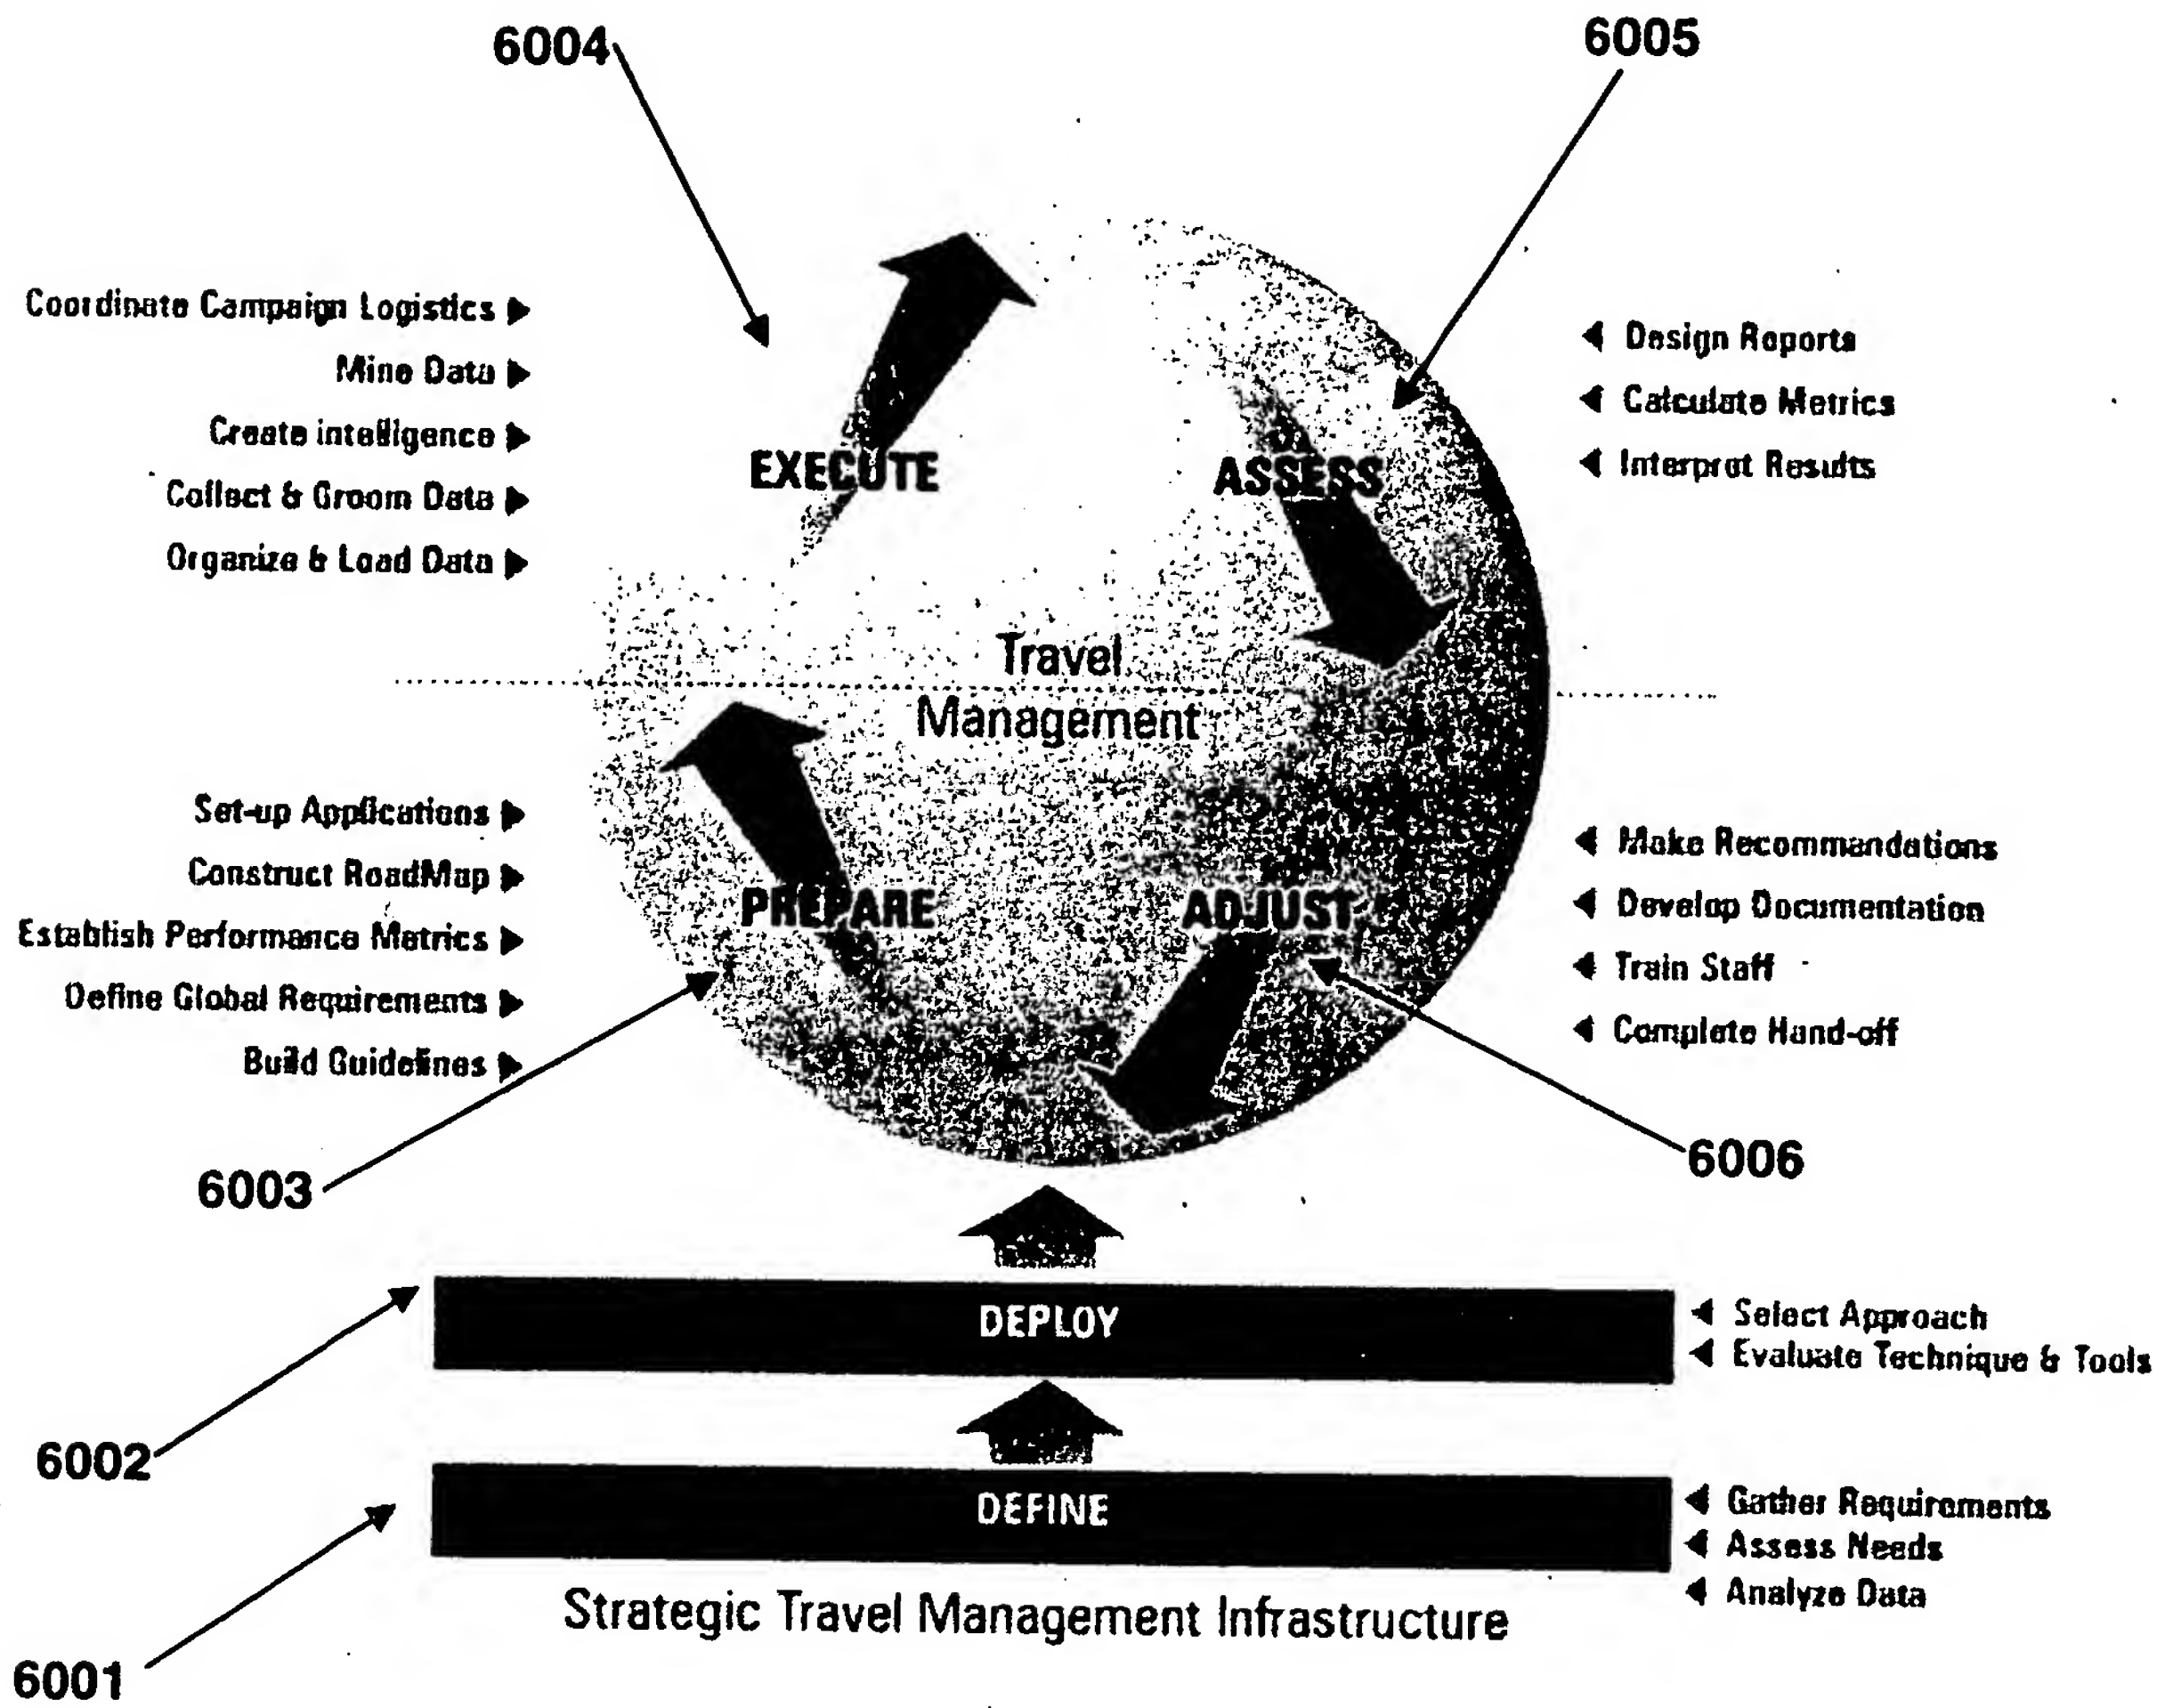 6004
6005
Coordinate Campaign Logistics
Mine Data
Create intelligence
Collect & Groom Data
Organize & Load Data
EXECUTE
ASSESS
Design Reports
Calculate Metrics
Interpret Results
Travel
Management
Set-up Applications
Construct RoadMap
Establish Performance Metrics
Define Global Requirements
Build Guidelines
PREPARE
ADJUST
Make Recommandations
Develop Documentation
Train Staff
Complete Hand-off
6003
6006
DEPLOY
Select Approach
Evaluate Technique & Tools
6002
DEFINE
Gather Requirements
Assess Needs
Analyze Data
Strategic Travel Management Infrastructure
6001